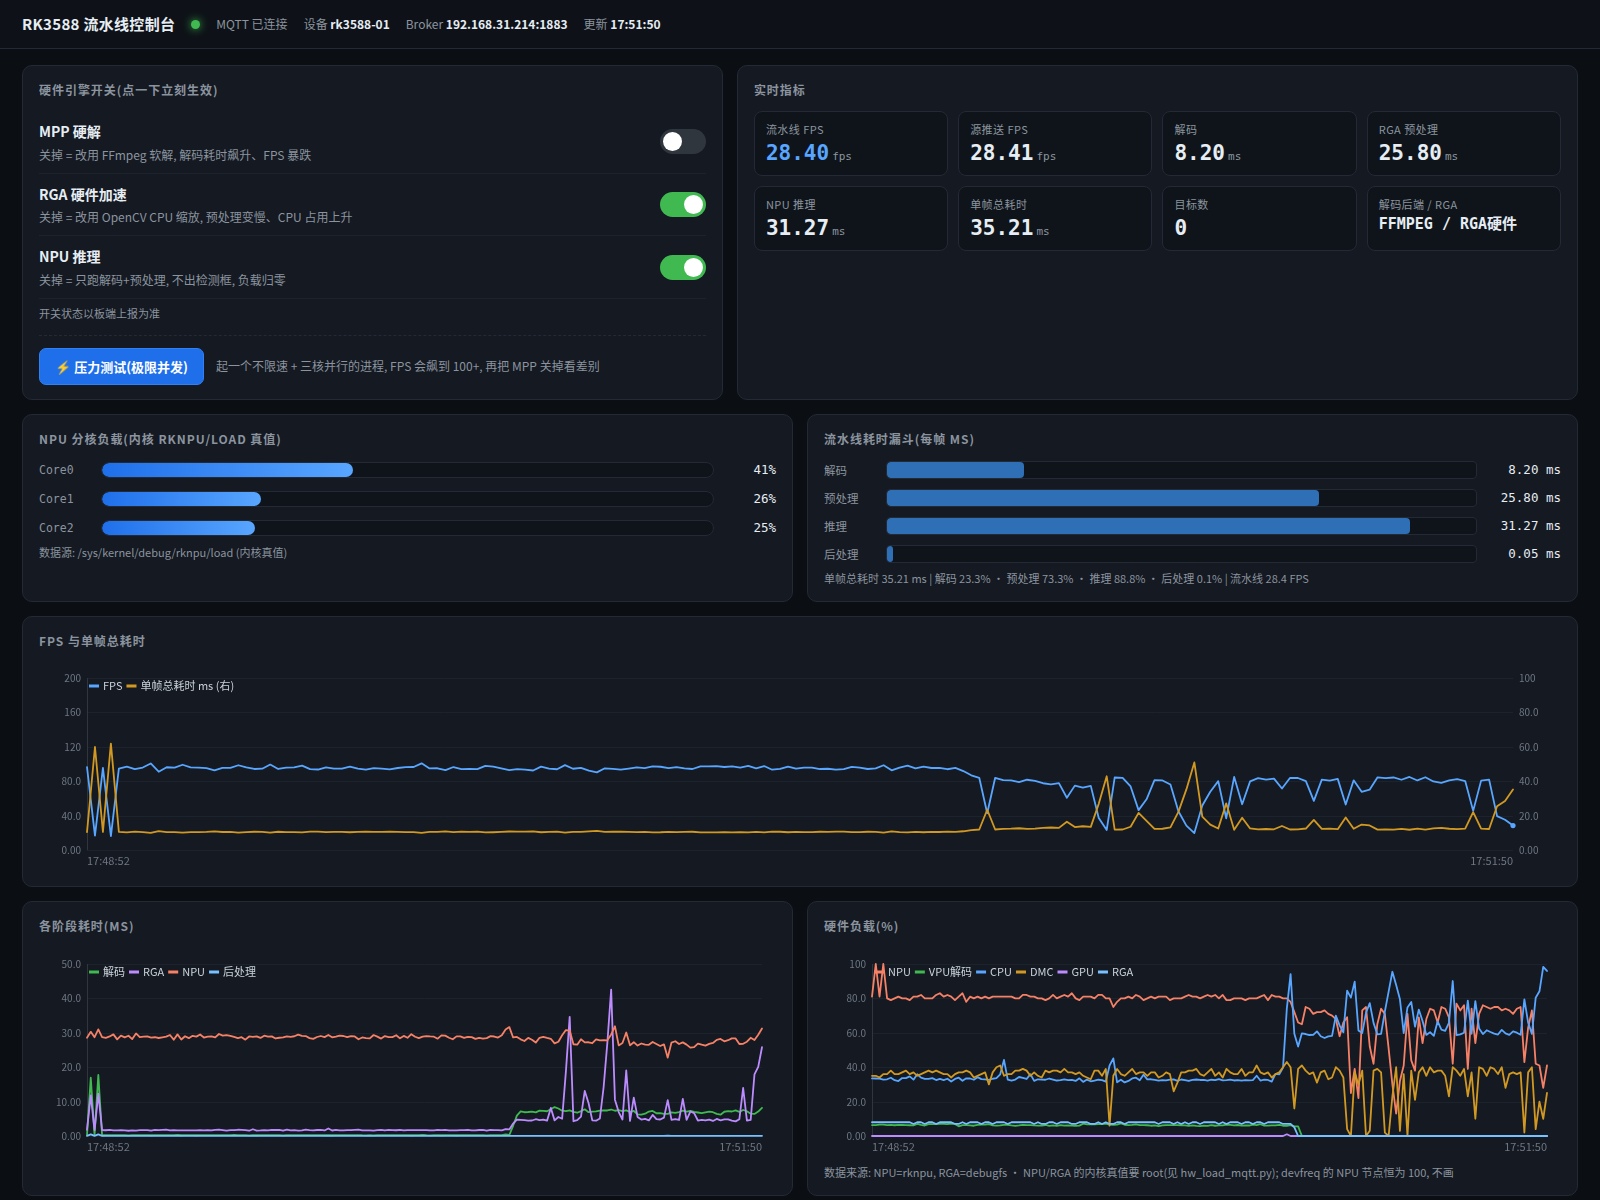 RK3588 流水线控制台 MQTT 已连接 设备 rk3588-01 Broker 192.168.31.214:1883 更新 17:51:50
硬件引擎开关(点一下立刻生效)
MPP 硬解
关掉 = 改用 FFmpeg 软解, 解码耗时飙升、FPS 暴跌
RGA 硬件加速
关掉 = 改用 OpenCV CPU 缩放, 预处理变慢、CPU 占用上升
NPU 推理
关掉 = 只跑解码+预处理, 不出检测框, 负载归零
开关状态以板端上报为准
⚡ 压力测试(极限并发) 起一个不限速 + 三核并行的进程, FPS 会飙到 100+, 再把 MPP 关掉看差别
实时指标
流水线 FPS
28.40 fps
源推送 FPS
28.41 fps
解码
8.20 ms
RGA 预处理
25.80 ms
NPU 推理
31.27 ms
单帧总耗时
35.21 ms
目标数
0
解码后端 / RGA
FFMPEG / RGA硬件
NPU 分核负载(内核 RKNPU/LOAD 真值)
Core0 41%
Core1 26%
Core2 25%
数据源: /sys/kernel/debug/rknpu/load (内核真值)
流水线耗时漏斗(每帧 MS)
解码 8.20 ms
预处理 25.80 ms
推理 31.27 ms
后处理 0.05 ms
单帧总耗时 35.21 ms | 解码 23.3% · 预处理 73.3% · 推理 88.8% · 后处理 0.1% | 流水线 28.4 FPS
FPS 与单帧总耗时
FPS 单帧总耗时 ms (右)
200 100
160 80.0
120 60.0
80.0 40.0
40.0 20.0
0.00 0.00
17:48:52 17:51:50
各阶段耗时(MS)
解码 RGA NPU 后处理
50.0
40.0
30.0
20.0
10.00
0.00
17:48:52 17:51:50
硬件负载(%)
NPU VPU解码 CPU DMC GPU RGA
100
80.0
60.0
40.0
20.0
0.00
17:48:52 17:51:50
数据来源: NPU=rknpu, RGA=debugfs · NPU/RGA 的内核真值要 root(见 hw_load_mqtt.py); devfreq 的 NPU 节点恒为 100, 不画